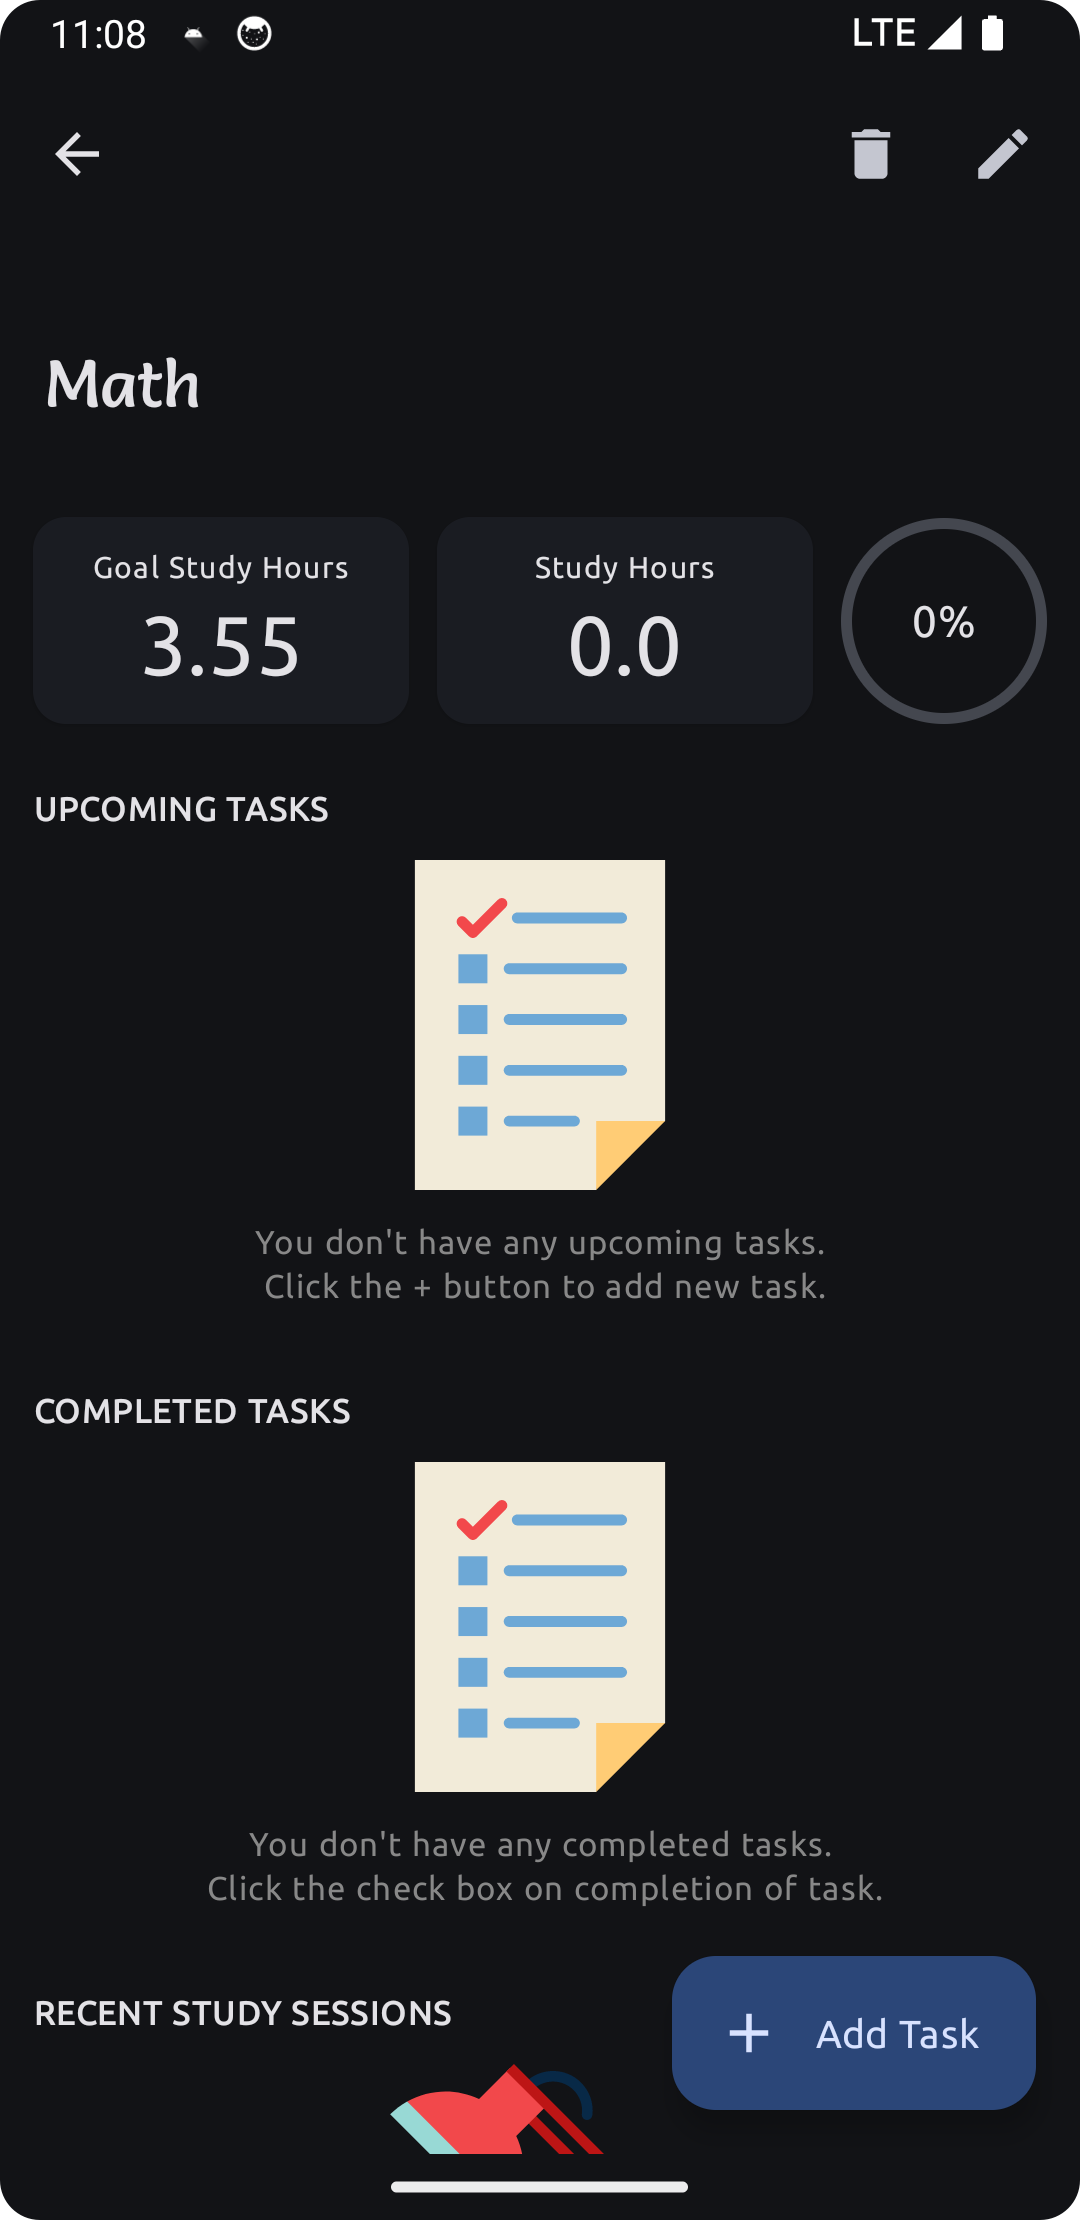 11:08
LTE
Math
Goal Study Hours
3.55
Study Hours
0.0
0%
UPCOMING TASKS
You don't have any upcoming tasks.
Click the + button to add new task.
COMPLETED TASKS
You don't have any completed tasks.
Click the check box on completion of task.
RECENT STUDY SESSIONS
+ Add Task